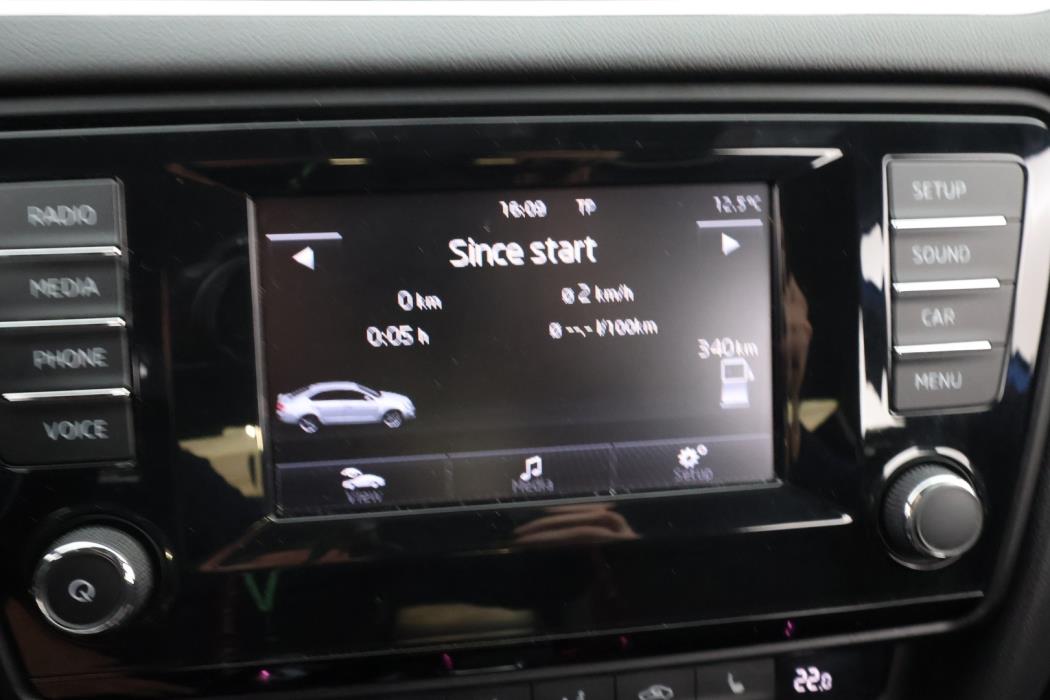 RADIO
MEDIA
PHONE
VOICE
16:09 TP 12.5°C
Since start
0 km ø 2 km/h
0:05 h ø --,- l/100km
340 km
View Media Setup
SETUP
SOUND
CAR
MENU
22.0